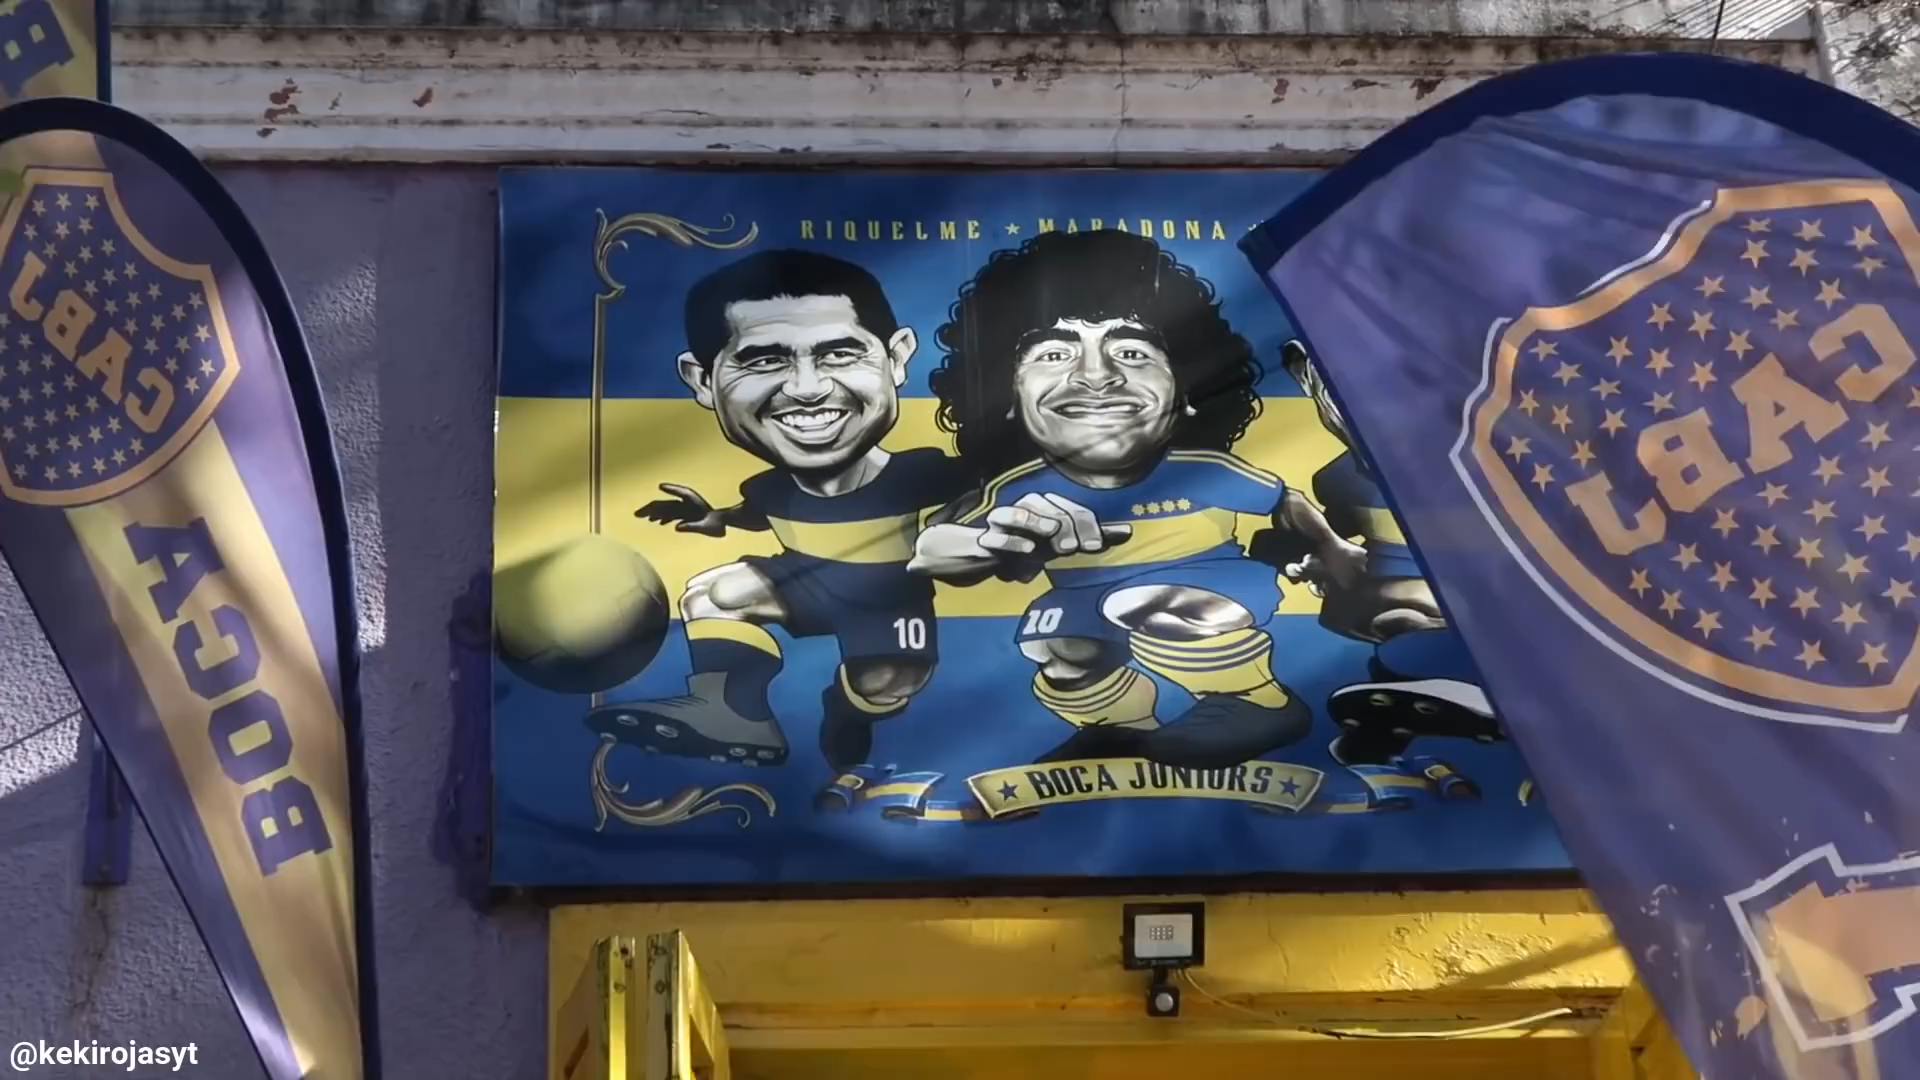 B
CABJ
BOCA
RIQUELME ★ MARADONA ★
10
10
★ BOCA JUNIORS ★
CABJ
@kekirojasyt